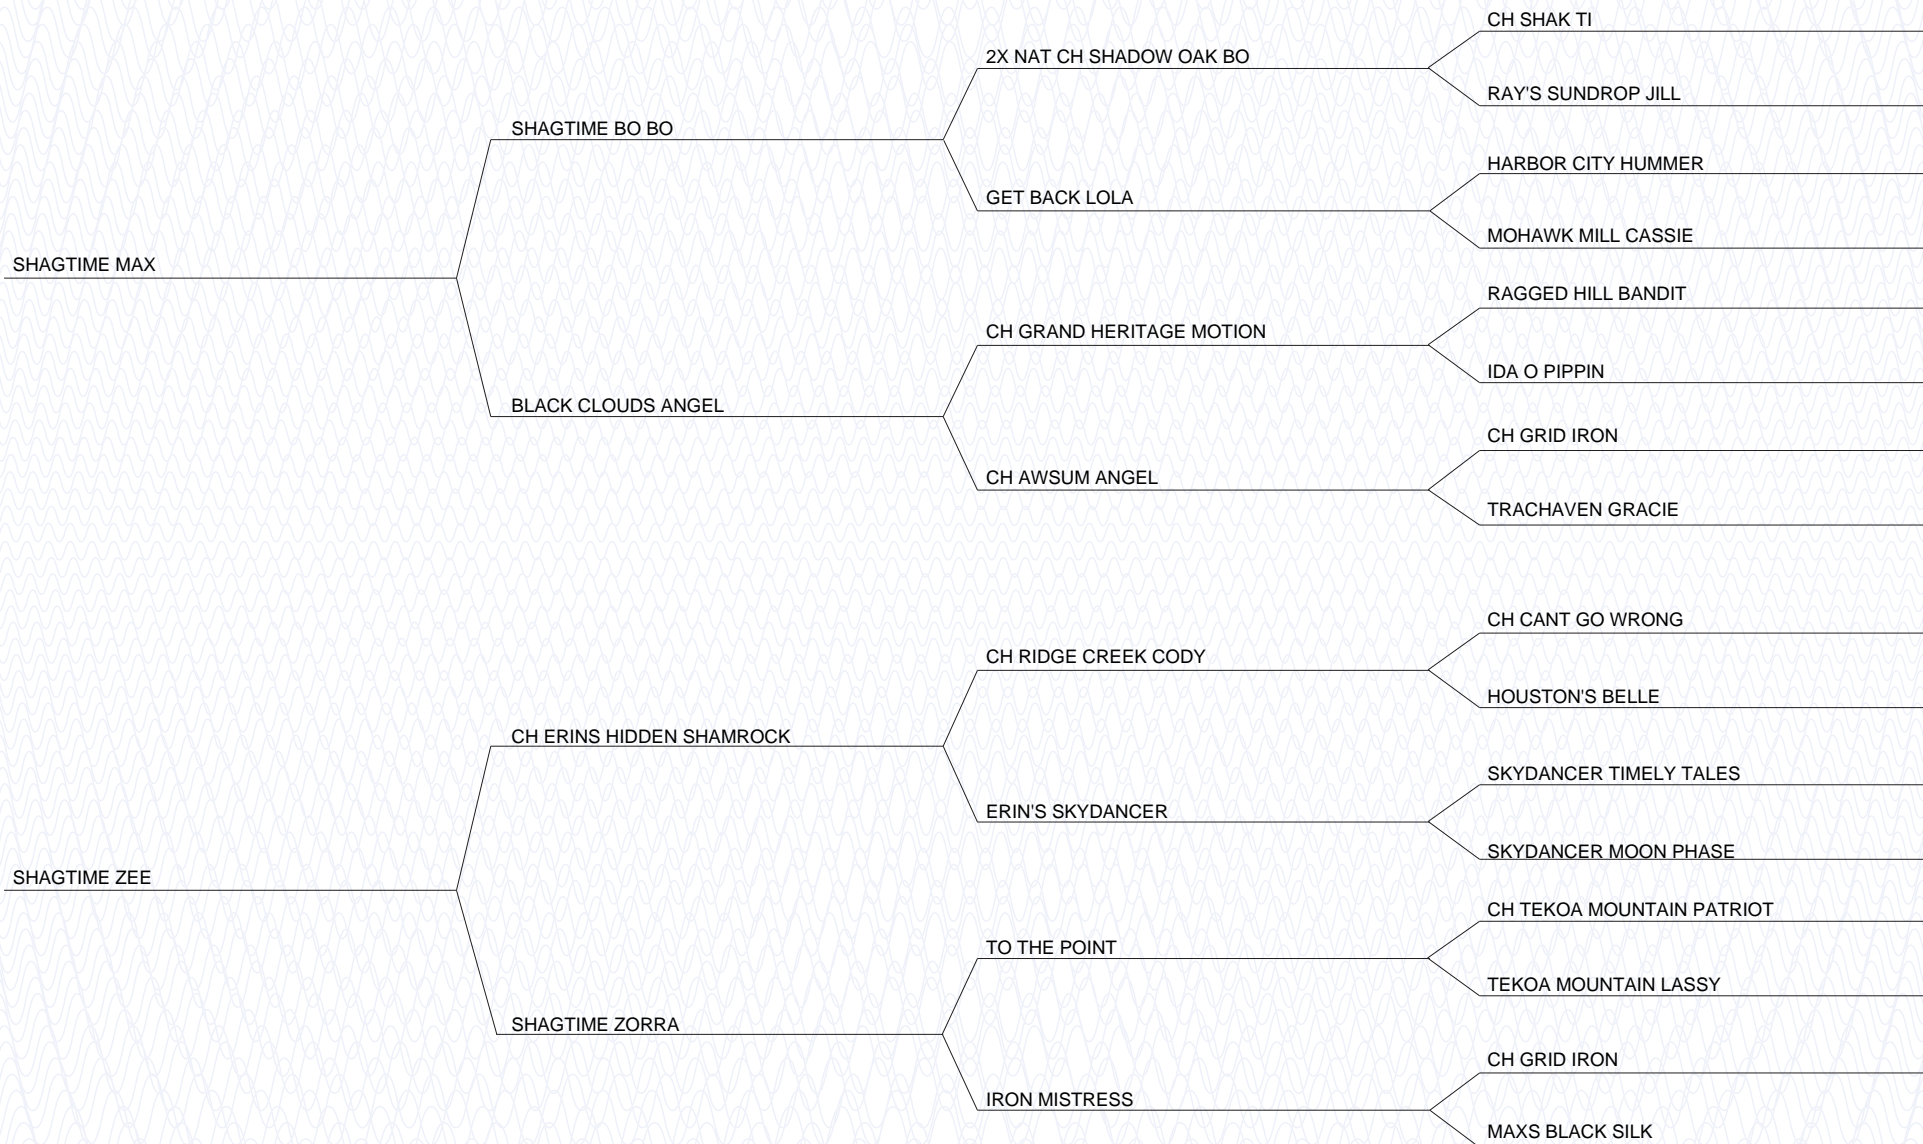 CH SHAK TI
2X NAT CH SHADOW OAK BO
RAY'S SUNDROP JILL
SHAGTIME BO BO
HARBOR CITY HUMMER
GET BACK LOLA
MOHAWK MILL CASSIE
SHAGTIME MAX
RAGGED HILL BANDIT
CH GRAND HERITAGE MOTION
IDA O PIPPIN
BLACK CLOUDS ANGEL
CH GRID IRON
CH AWSUM ANGEL
TRACHAVEN GRACIE
CH CANT GO WRONG
CH RIDGE CREEK CODY
HOUSTON'S BELLE
CH ERINS HIDDEN SHAMROCK
SKYDANCER TIMELY TALES
ERIN'S SKYDANCER
SKYDANCER MOON PHASE
SHAGTIME ZEE
CH TEKOA MOUNTAIN PATRIOT
TO THE POINT
TEKOA MOUNTAIN LASSY
SHAGTIME ZORRA
CH GRID IRON
IRON MISTRESS
MAXS BLACK SILK